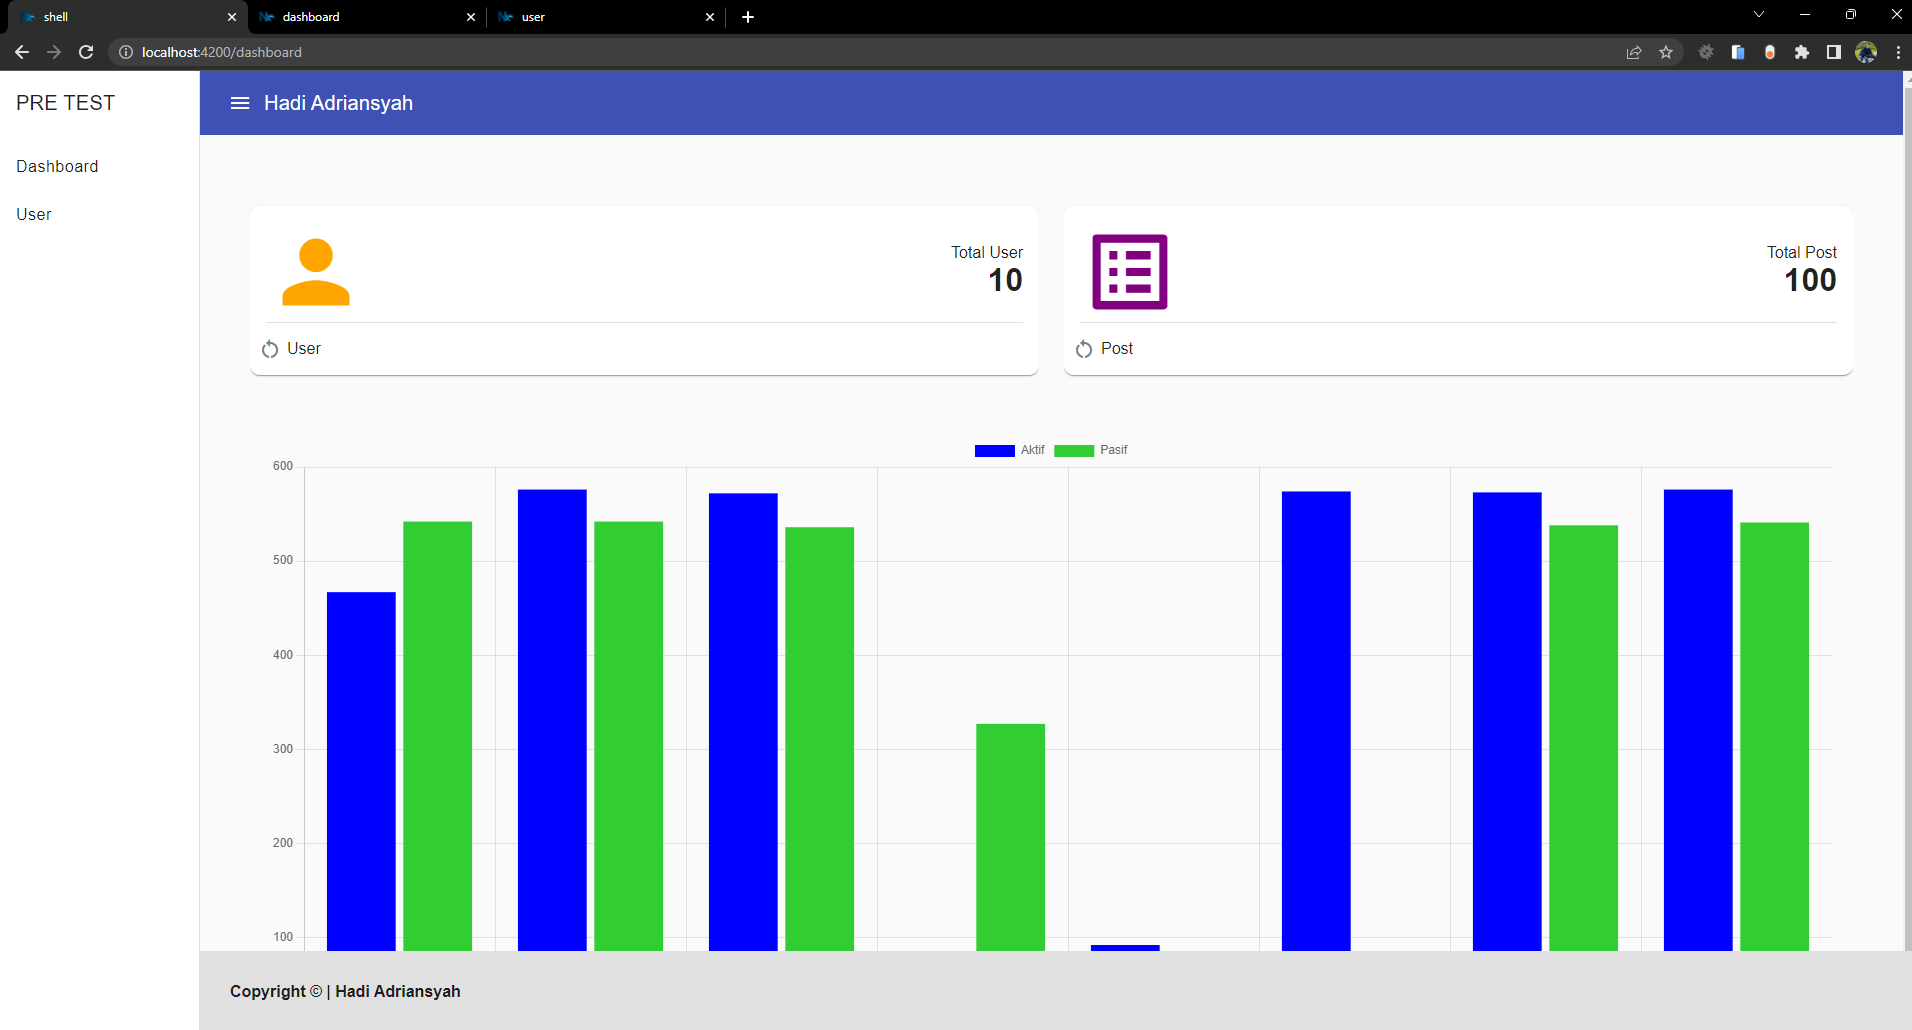 shell
dashboard
user
localhost:4200/dashboard
PRE TEST
Hadi Adriansyah
Dashboard
User
Total User
10
User
Total Post
100
Post
Aktif Pasif
600
500
400
300
200
100
Copyright © | Hadi Adriansyah